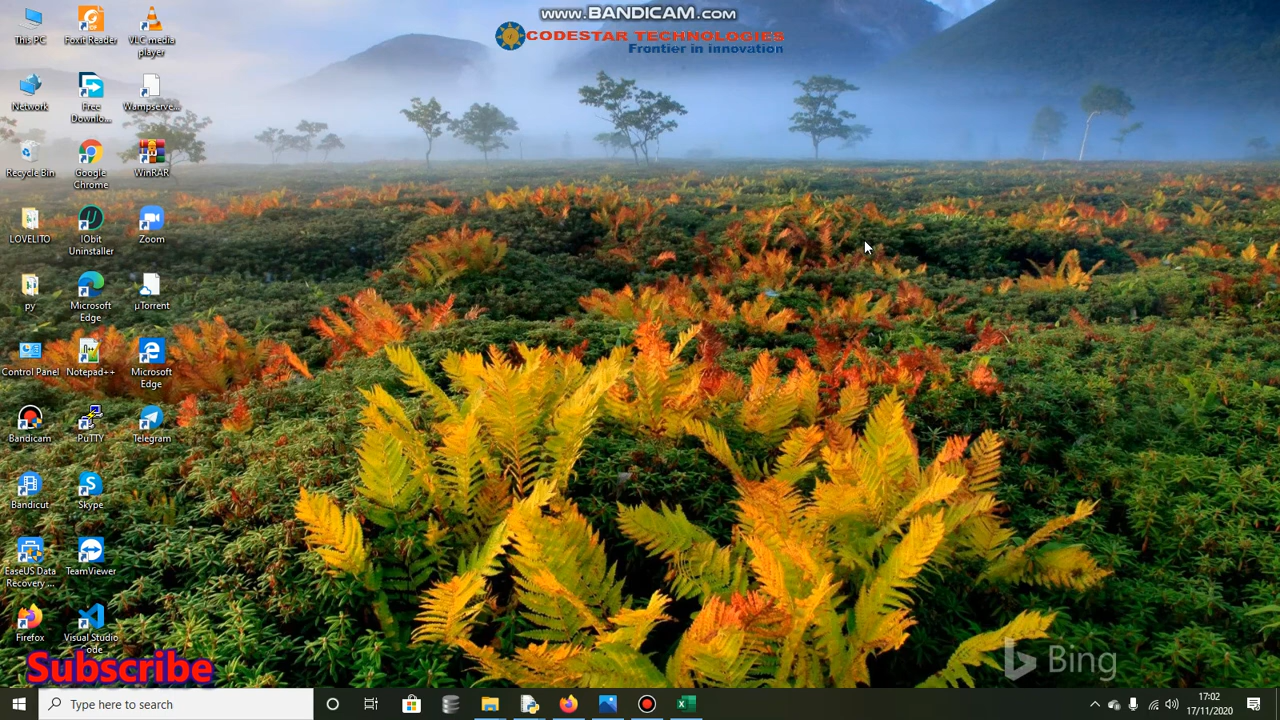 www.BANDICAM.com
CODESTAR TECHNOLOGIES
Frontier in innovation
This PC
Foxit Reader
VLC media
player
Network
Free
Downlo...
Wampserve...
Recycle Bin
Google
Chrome
WinRAR
LOVELITO
IObit
Uninstaller
Zoom
py
Microsoft
Edge
µTorrent
Control Panel
Notepad++
Microsoft
Edge
Bandicam
PuTTY
Telegram
Bandicut
Skype
EaseUS Data
Recovery ...
TeamViewer
Firefox
Visual Studio
Code
Subscribe
Bing
Type here to search
17:02
17/11/2020